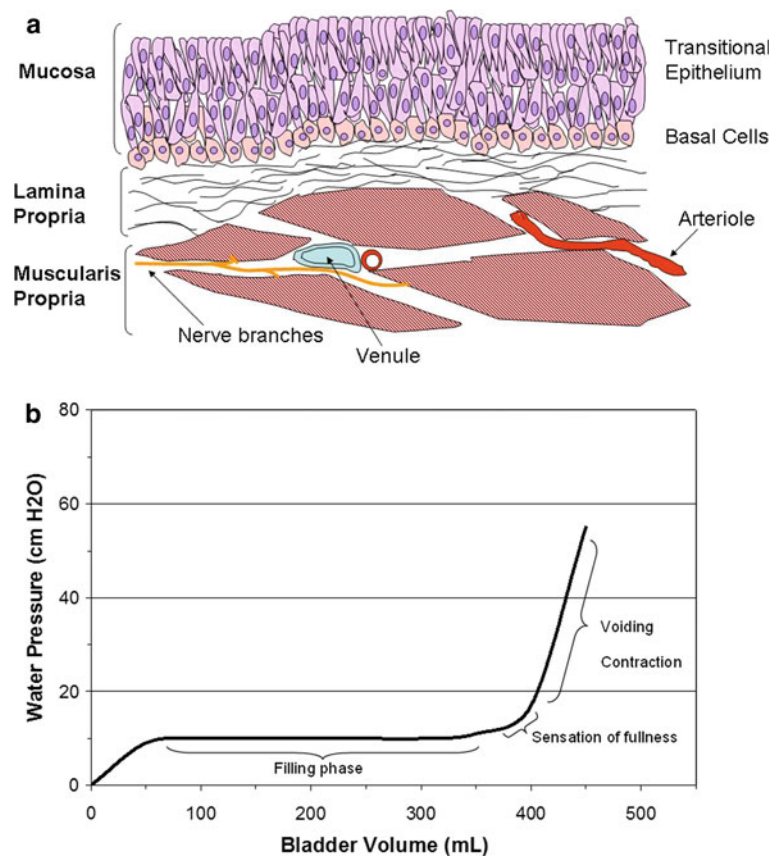 a
Mucosa
Transitional
Epithelium
Basal Cells
Lamina
Propria
Arteriole
Muscularis
Propria
Nerve branches
Venule
b
80
60
40
20
0
Water Pressure (cm H2O)
Voiding
Contraction
Sensation of fullness
Filling phase
0 100 200 300 400 500
Bladder Volume (mL)